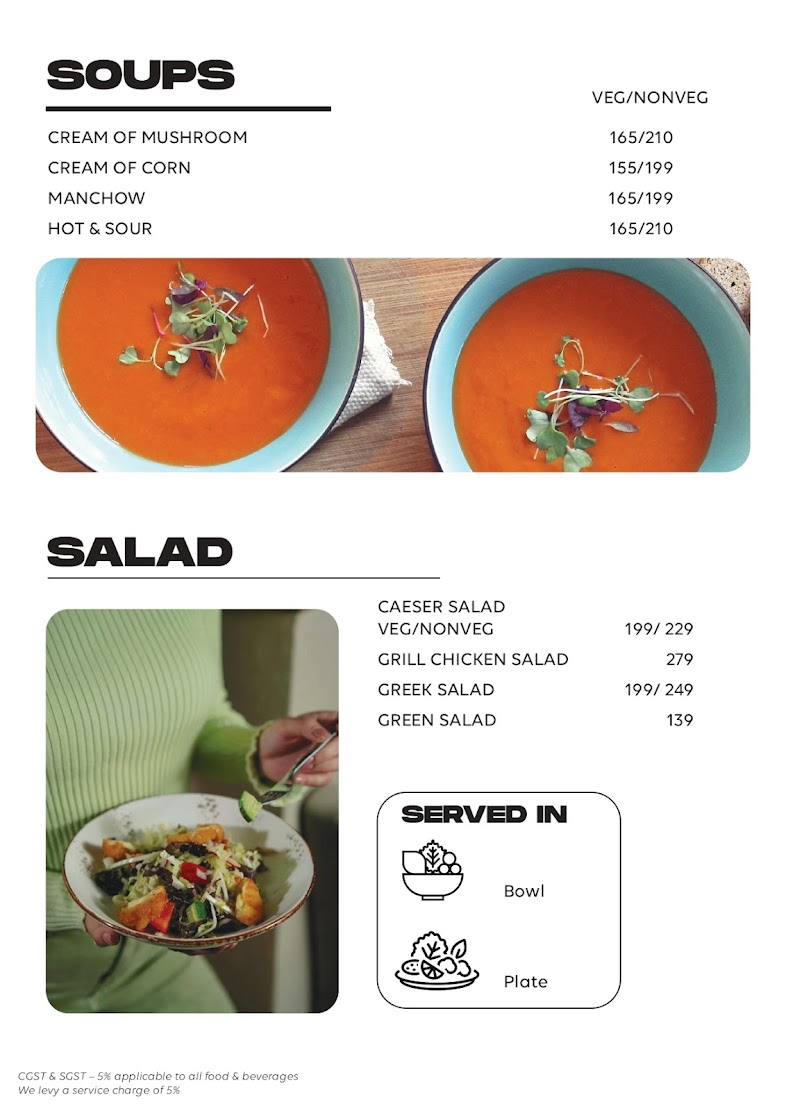 SOUPS
VEG/NONVEG
CREAM OF MUSHROOM 165/210
CREAM OF CORN 155/199
MANCHOW 165/199
HOT & SOUR 165/210
SALAD
CAESER SALAD
VEG/NONVEG 199/ 229
GRILL CHICKEN SALAD 279
GREEK SALAD 199/ 249
GREEN SALAD 139
SERVED IN
Bowl
Plate
CGST & SGST – 5% applicable to all food & beverages
We levy a service charge of 5%